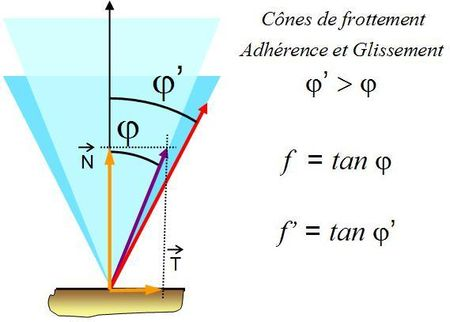 Cônes de frottement
Adhérence et Glissement
φ' > φ
f = tan φ
f' = tan φ'
φ'
φ
N
T